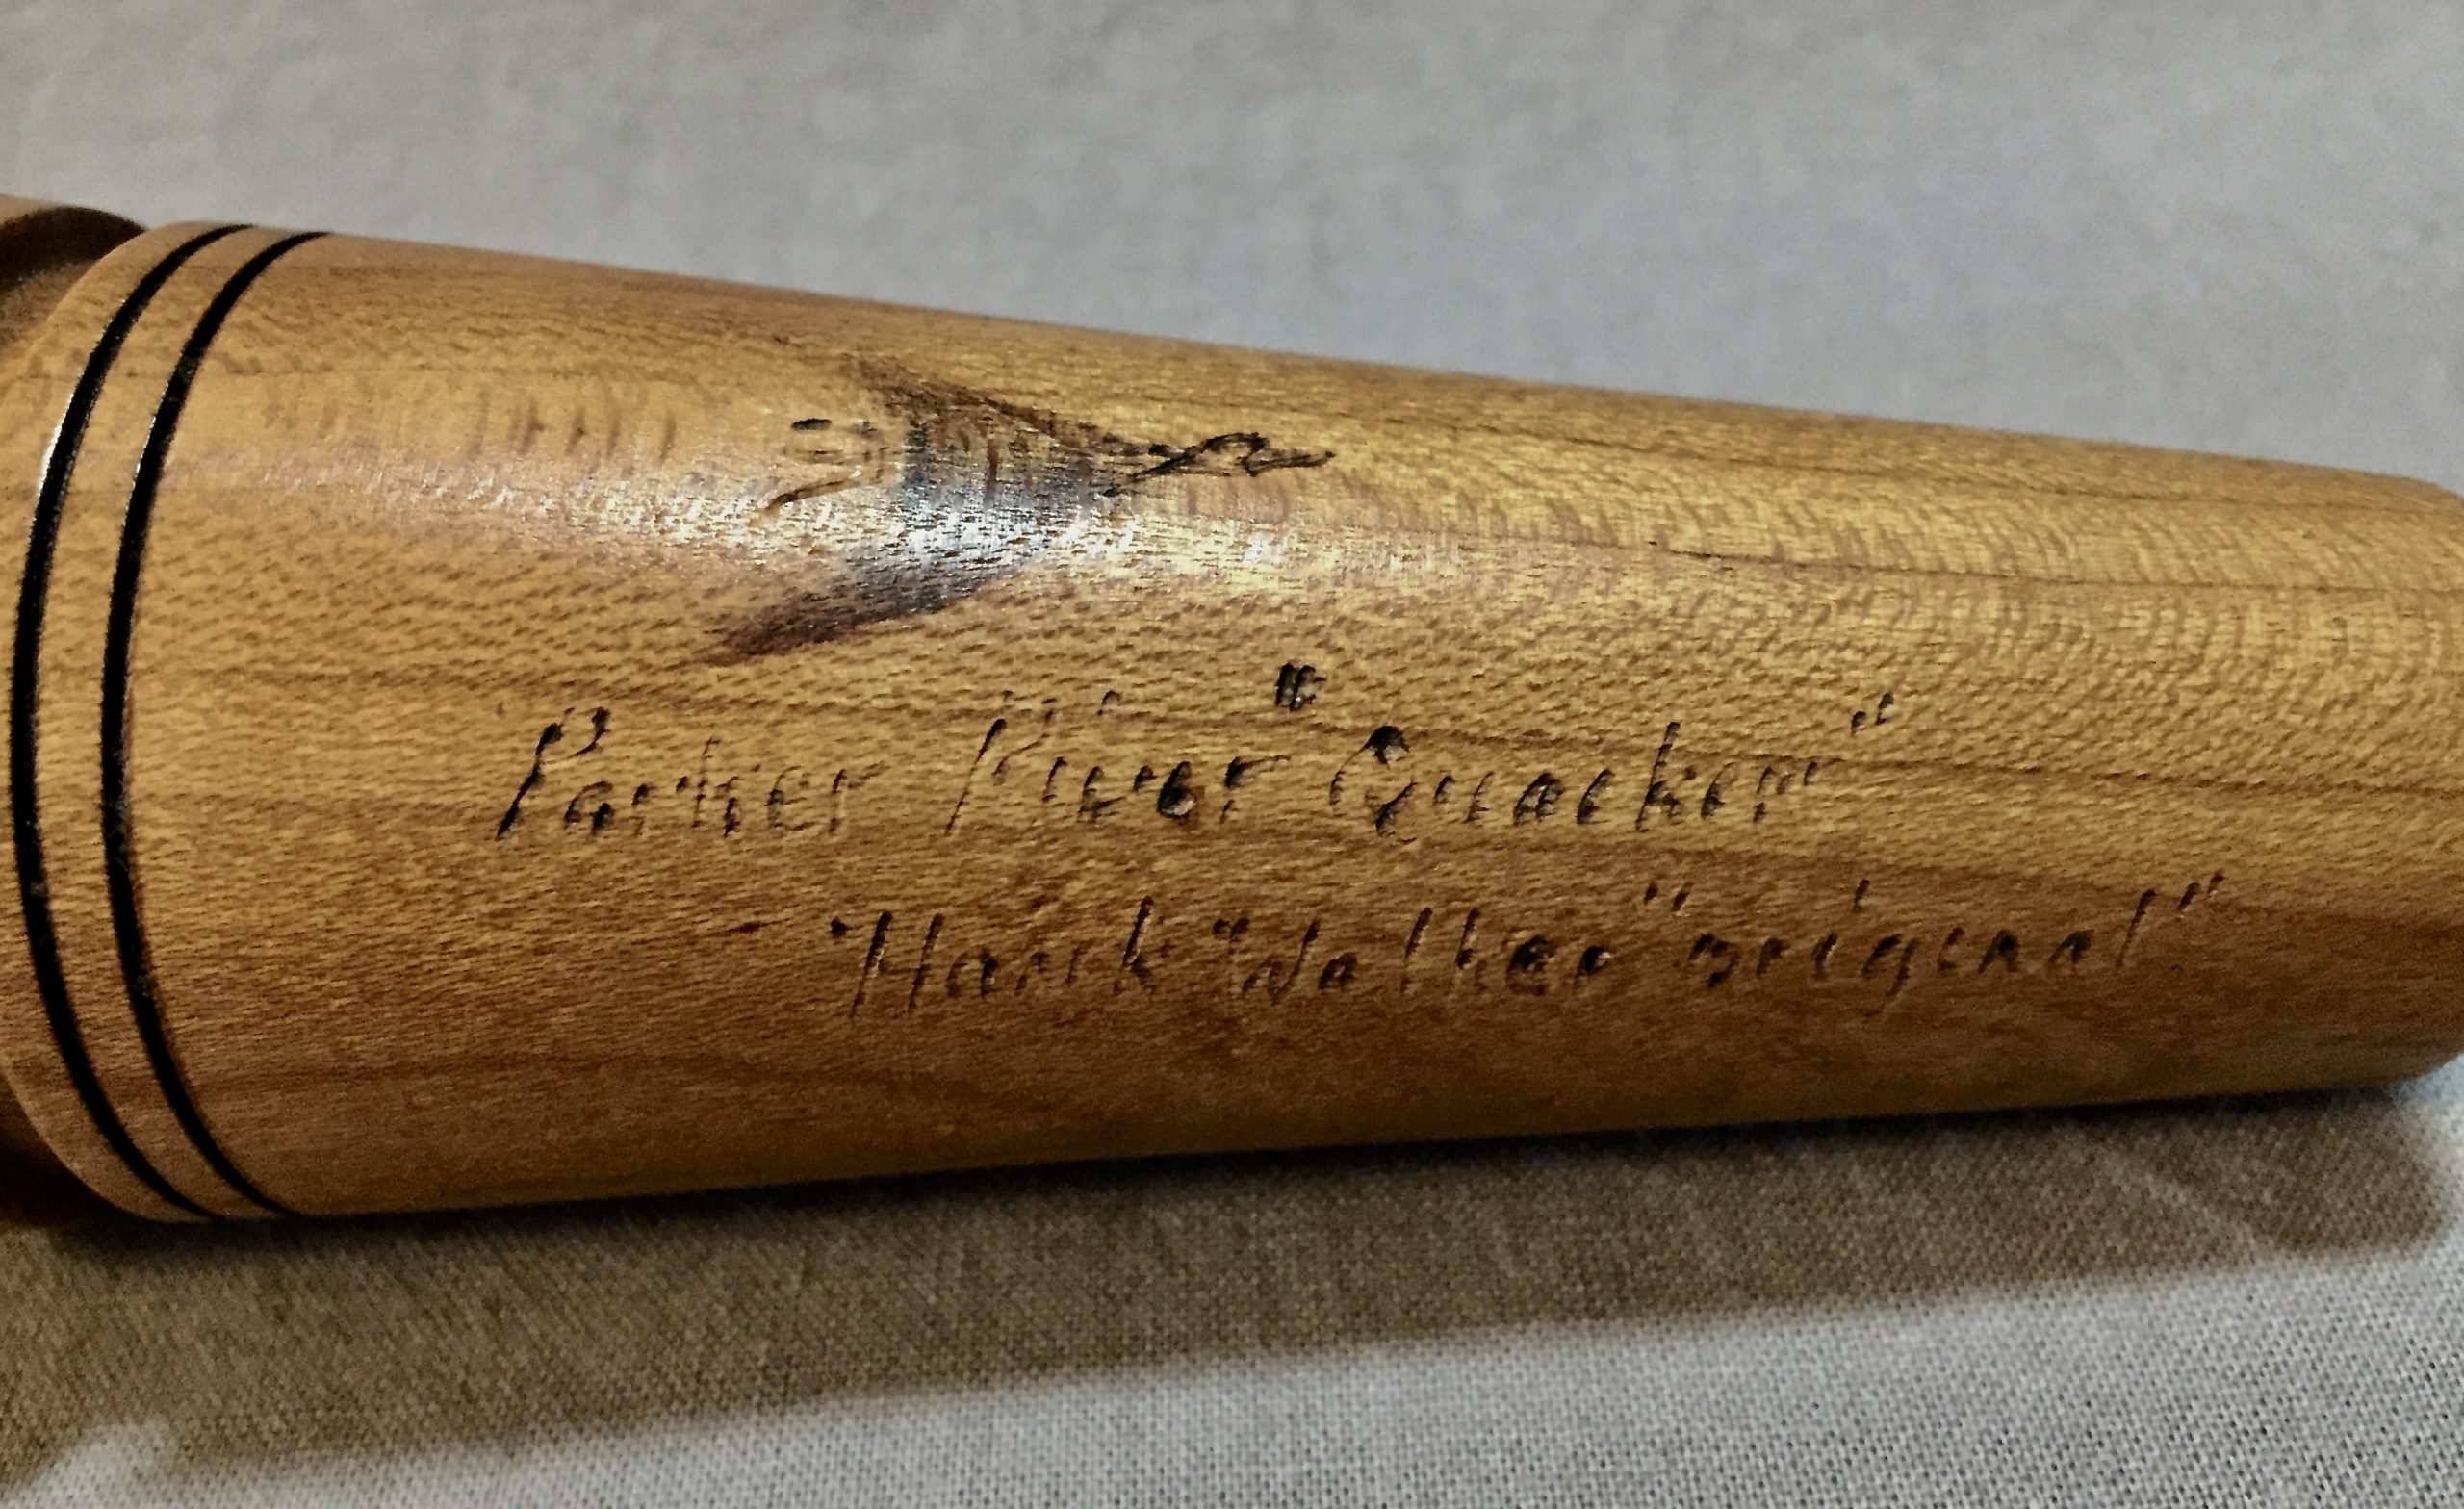 Parker River "Quacker"
"Hank" Walker "original"